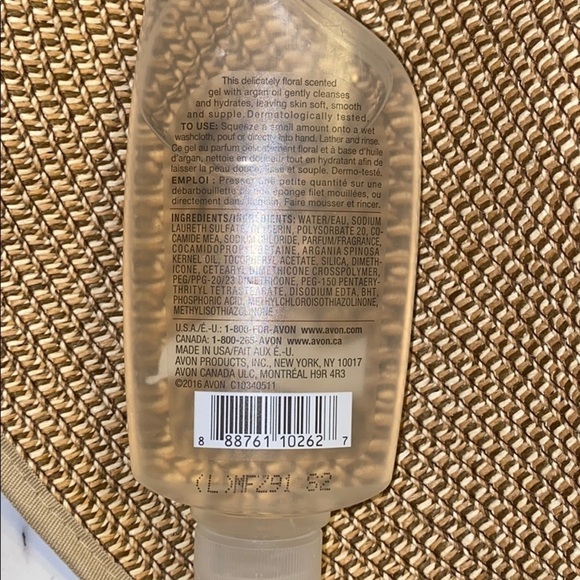 This delicately floral scented
gel with argan oil gently cleanses
and hydrates, leaving skin soft, smooth
and supple. Dermatologically tested.
TO USE: Squeeze a small amount onto a wet
washcloth, pouf or directly into hand. Lather and rinse.
Ce gel au parfum délicatement floral et à base d'huile
d'argan, nettoie en douceur tout en hydratant afin de
laisser la peau douce, lisse et souple. Dermo-testé.
EMPLOI : Presser une petite quantité sur une
débarbouillette ou une éponge filet mouillées, ou
directement dans la main. Faire mousser et rincer.
INGREDIENTS/INGRÉDIENTS: WATER/EAU, SODIUM
LAURETH SULFATE, GLYCERIN, POLYSORBATE 20, CO-
CAMIDE MEA, SODIUM CHLORIDE, PARFUM/FRAGRANCE,
COCAMIDOPROPYL BETAINE, ARGANIA SPINOSA
KERNEL OIL, TOCOPHERYL ACETATE, SILICA, DIMETH-
ICONE, CETEARYL DIMETHICONE CROSSPOLYMER,
PEG/PPG-20/23 DIMETHICONE, PEG-150 PENTAERY-
THRITYL TETRASTEARATE, DISODIUM EDTA, BHT,
PHOSPHORIC ACID, METHYLCHLOROISOTHIAZOLINONE,
METHYLISOTHIAZOLINONE
U.S.A./É.-U.: 1-800-FOR-AVON www.avon.com
CANADA: 1-800-265-AVON www.avon.ca
MADE IN USA/FAIT AUX É.-U.
AVON PRODUCTS, INC., NEW YORK, NY 10017
AVON CANADA ULC, MONTRÉAL H9R 4R3
©2016 AVON C10340511
8 88761 10262 7
(L)MFZ91 62